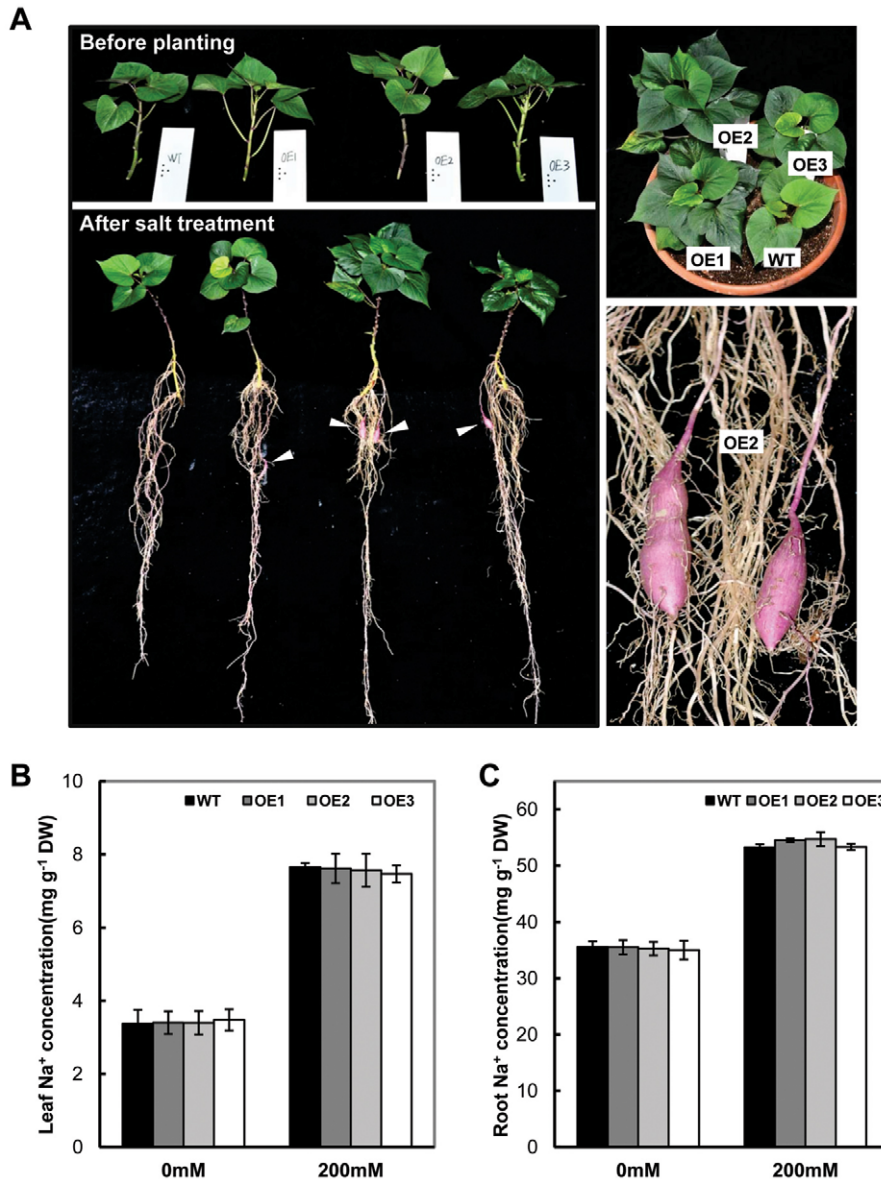 A
Before planting
WT
OE1
OE2
OE3
After salt treatment
OE2
OE3
OE1
WT
OE2
B
Leaf Na⁺ concentration(mg g⁻¹ DW)
10
8
6
4
2
0
WT OE1 OE2 OE3
0mM 200mM
C
Root Na⁺ concentration(mg g⁻¹ DW)
60
50
40
30
20
10
0
WT OE1 OE2 OE3
0mM 200mM